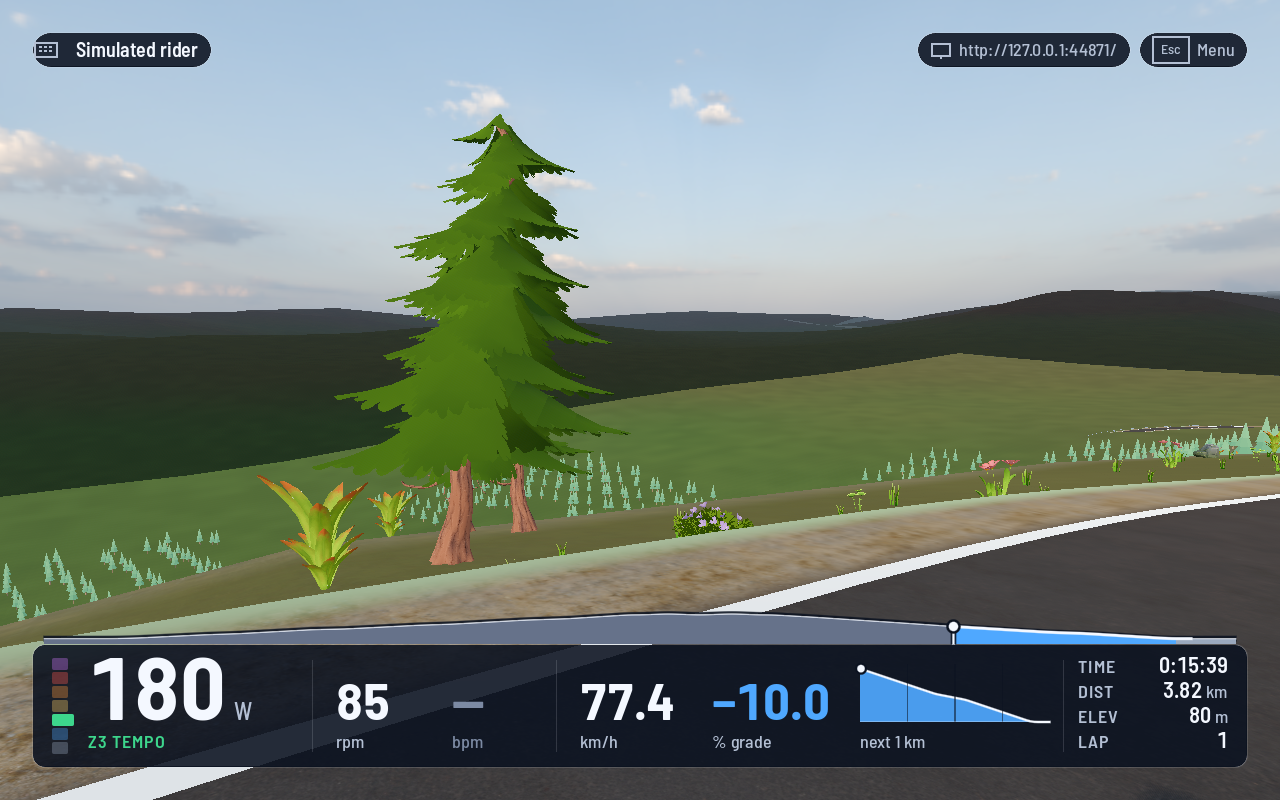 Simulated rider
http://127.0.0.1:44871/
Esc Menu
180 W
Z3 TEMPO
85
rpm
—
bpm
77.4
km/h
−10.0
% grade
next 1 km
TIME 0:15:39
DIST 3.82 km
ELEV 80 m
LAP 1